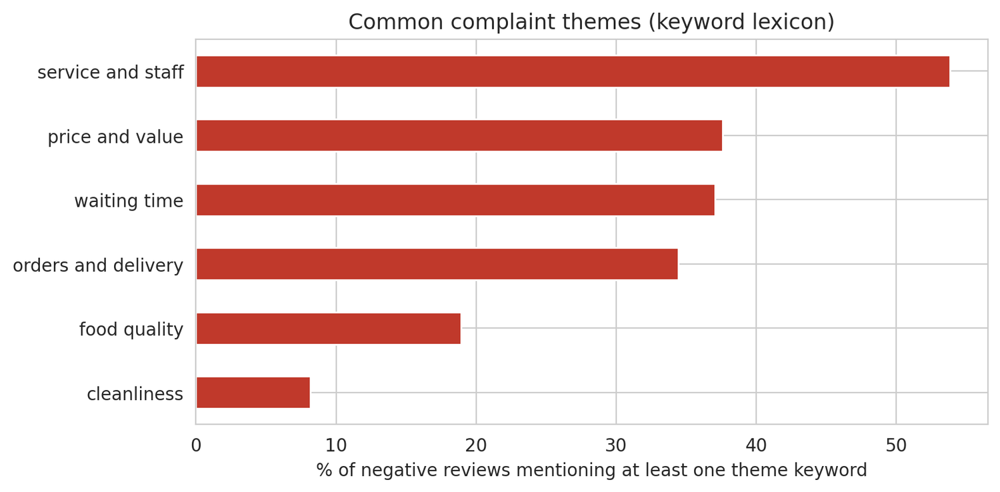 Common complaint themes (keyword lexicon)
service and staff
price and value
waiting time
orders and delivery
food quality
cleanliness
0 10 20 30 40 50
% of negative reviews mentioning at least one theme keyword